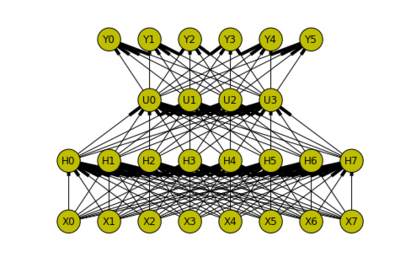 Y0 Y1 Y2 Y3 Y4 Y5
U0 U1 U2 U3
H0 H1 H2 H3 H4 H5 H6 H7
X0 X1 X2 X3 X4 X5 X6 X7